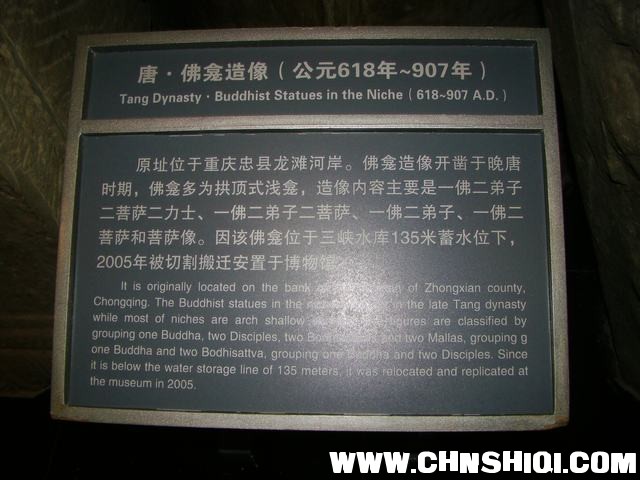 唐·佛龛造像（公元618年~907年）
Tang Dynasty · Buddhist Statues in the Niche (618~907 A.D.)
原址位于重庆忠县龙滩河岸。佛龛造像开凿于晚唐
时期，佛龛多为拱顶式浅龛，造像内容主要是一佛二弟子
二菩萨二力士、一佛二弟子二菩萨、一佛二弟子、一佛二
菩萨和菩萨像。因该佛龛位于三峡水库135米蓄水位下，
2005年被切割搬迁安置于博物馆
It is originally located on the bank of Zhongxian county,
Chongqing. The Buddhist statues in the in the late Tang dynasty
while most of niches are arch shallow figures are classified by
grouping one Buddha, two Disciples, two and two Mallas, grouping g
one Buddha and two Bodhisattva, grouping one Buddha and two Disciples. Since
it is below the water storage line of 135 meters, it was relocated and replicated at
the museum in 2005.
WWW.CHNSHIQI.COM